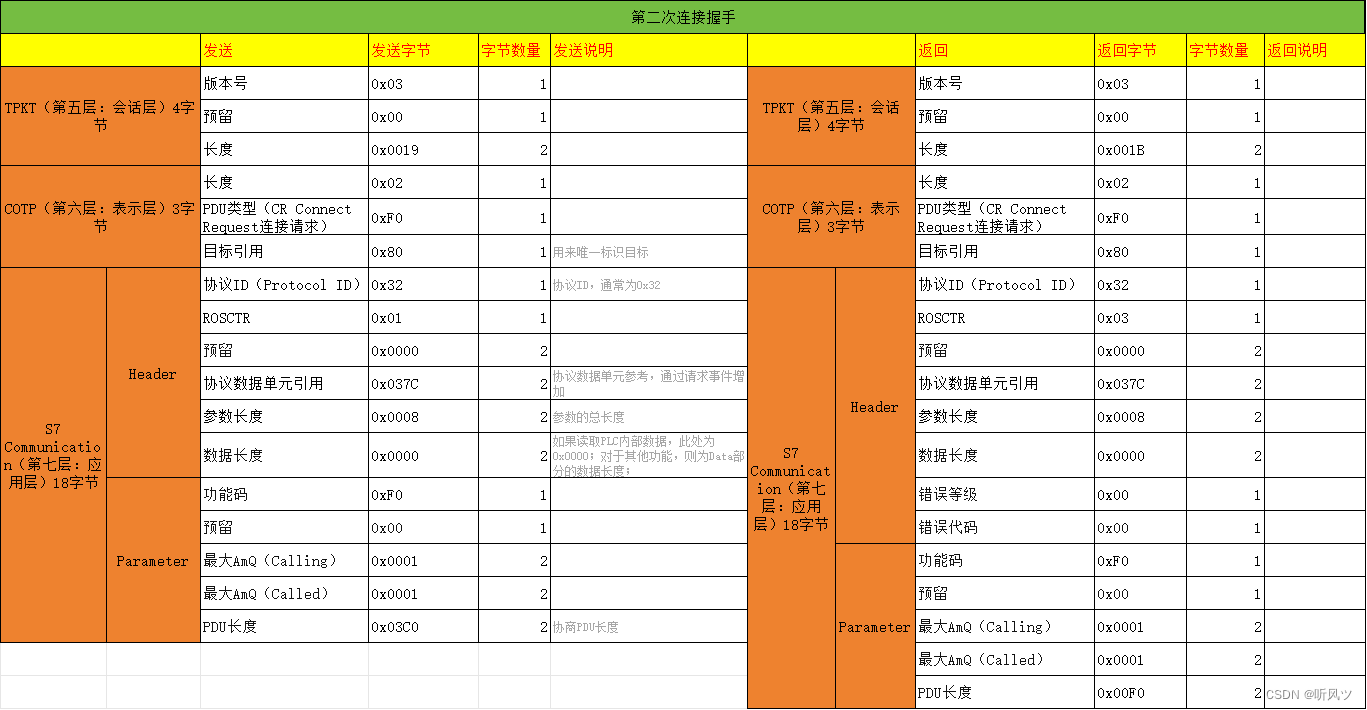 第二次连接握手
发送 发送字节 字节数量 发送说明 返回 返回字节 字节数量 返回说明
TPKT（第五层：会话层）4字
节
版本号 0x03 1
预留 0x00 1
长度 0x0019 2
TPKT（第五层：会话
层）4字节
版本号 0x03 1
预留 0x00 1
长度 0x001B 2
COTP（第六层：表示层）3字
节
长度 0x02 1
PDU类型（CR Connect
Request连接请求） 0xF0 1
目标引用 0x80 1 用来唯一标识目标
COTP（第六层：表示
层）3字节
长度 0x02 1
PDU类型（CR Connect
Request连接请求） 0xF0 1
目标引用 0x80 1
S7
Communicatio
n（第七层：应
用层）18字节
Header
协议ID（Protocol ID） 0x32 1 协议ID，通常为0x32
ROSCTR 0x01 1
预留 0x0000 2
协议数据单元引用 0x037C 2 协议数据单元参考，通过请求事件增
加
参数长度 0x0008 2 参数的总长度
数据长度 0x0000 2 如果读取PLC内部数据，此处为
0x0000；对于其他功能，则为Data部
分的数据长度；
Parameter
功能码 0xF0 1
预留 0x00 1
最大AmQ（Calling） 0x0001 2
最大AmQ（Called） 0x0001 2
PDU长度 0x03C0 2 协商PDU长度
S7
Communicat
ion（第七
层：应用
层）18字节
Header
协议ID（Protocol ID） 0x32 1
ROSCTR 0x03 1
预留 0x0000 2
协议数据单元引用 0x037C 2
参数长度 0x0008 2
数据长度 0x0000 2
错误等级 0x00 1
错误代码 0x00 1
Parameter
功能码 0xF0 1
预留 0x00 1
最大AmQ（Calling） 0x0001 2
最大AmQ（Called） 0x0001 2
PDU长度 0x00F0 2
CSDN @听风ツ